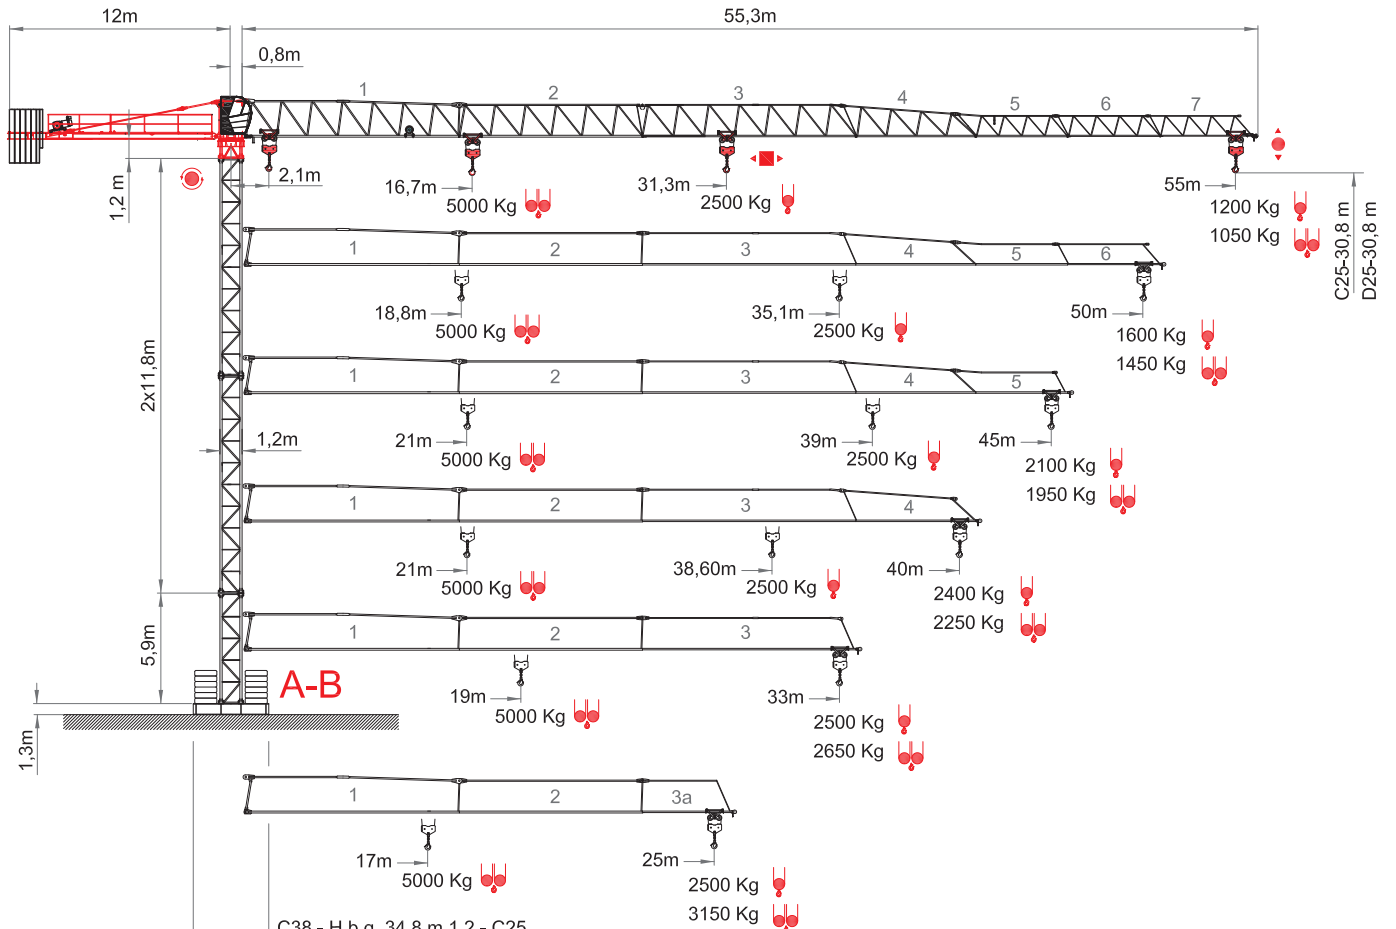 12m
55,3m
0,8m
1 2 3 4 5 6 7
1,2 m
2,1m
16,7m
5000 Kg
31,3m
2500 Kg
55m
1200 Kg
1050 Kg
C25-30,8 m
D25-30,8 m
1 2 3 4 5 6
18,8m
5000 Kg
35,1m
2500 Kg
50m
1600 Kg
1450 Kg
2x11,8m
1 2 3 4 5
1,2m
21m
5000 Kg
39m
2500 Kg
45m
2100 Kg
1950 Kg
1 2 3 4
21m
5000 Kg
38,60m
2500 Kg
40m
2400 Kg
2250 Kg
5,9m
1 2 3
A-B
19m
5000 Kg
33m
2500 Kg
2650 Kg
1,3m
1 2 3a
17m
5000 Kg
25m
2500 Kg
3150 Kg
C38 - H.b.g. 34,8 m 1,2 - C25